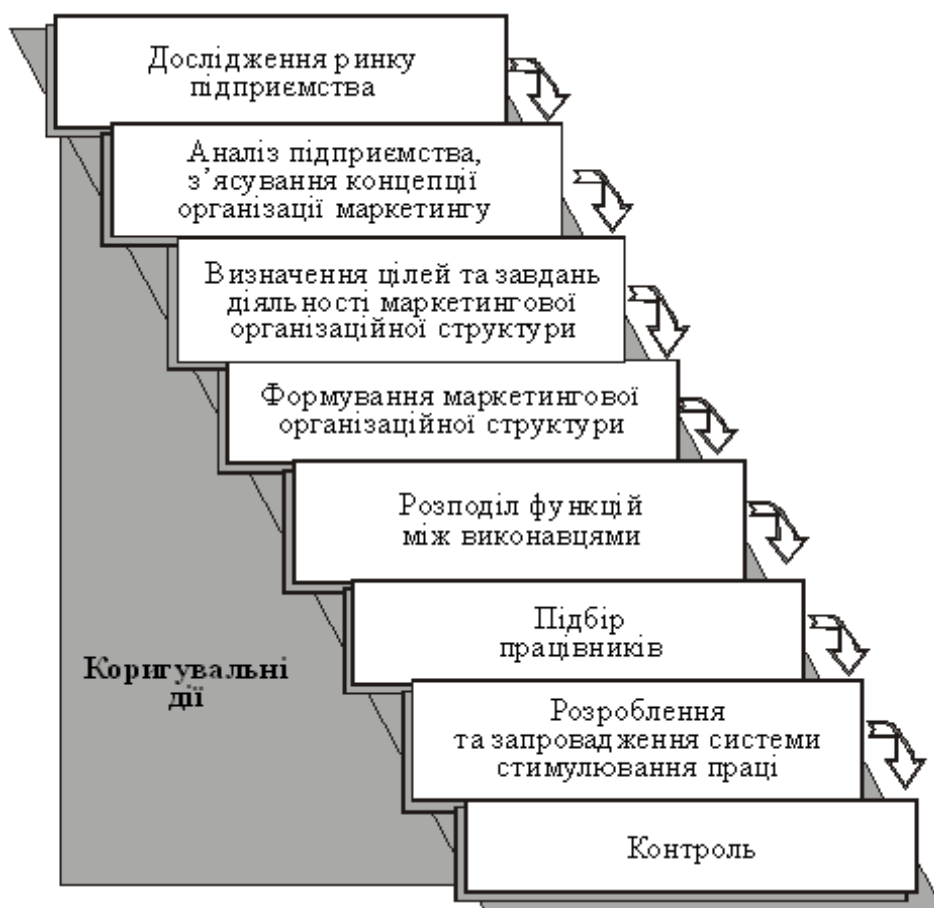 Дослідження ринку
підприємства
Аналіз підприємства,
з’ясування концепції
організації маркетингу
Визначення цілей та завдань
діяльності маркетингової
організаційної структури
Формування маркетингової
організаційної структури
Розподіл функцій
між виконавцями
Підбір
працівників
Коригувальні
дії
Розроблення
та запровадження системи
стимулювання праці
Контроль